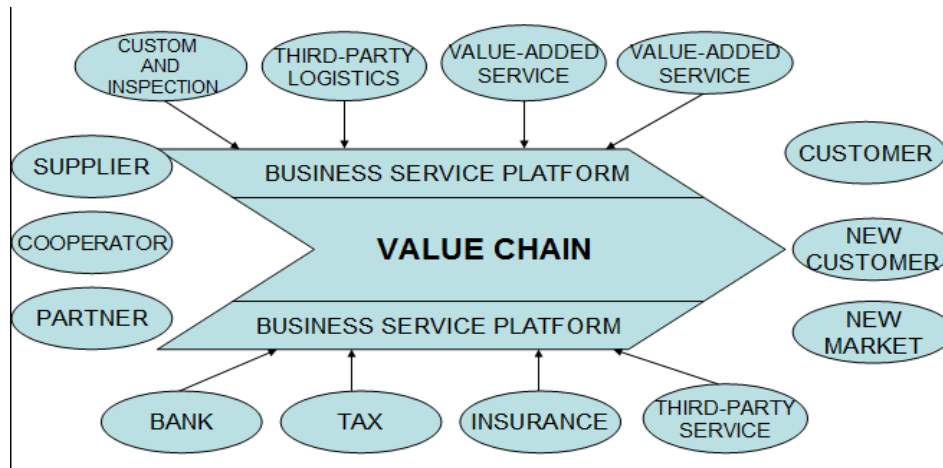 CUSTOM
AND
INSPECTION
THIRD-PARTY
LOGISTICS
VALUE-ADDED
SERVICE
VALUE-ADDED
SERVICE
SUPPLIER
BUSINESS SERVICE PLATFORM
CUSTOMER
COOPERATOR
VALUE CHAIN
NEW
CUSTOMER
PARTNER
BUSINESS SERVICE PLATFORM
NEW
MARKET
BANK
TAX
INSURANCE
THIRD-PARTY
SERVICE